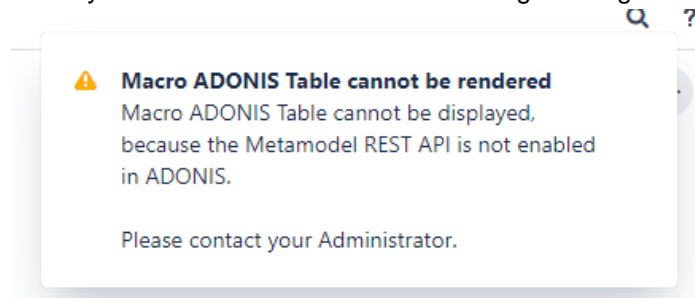 Macro ADONIS Table cannot be rendered
Macro ADONIS Table cannot be displayed,
because the Metamodel REST API is not enabled
in ADONIS.
Please contact your Administrator.